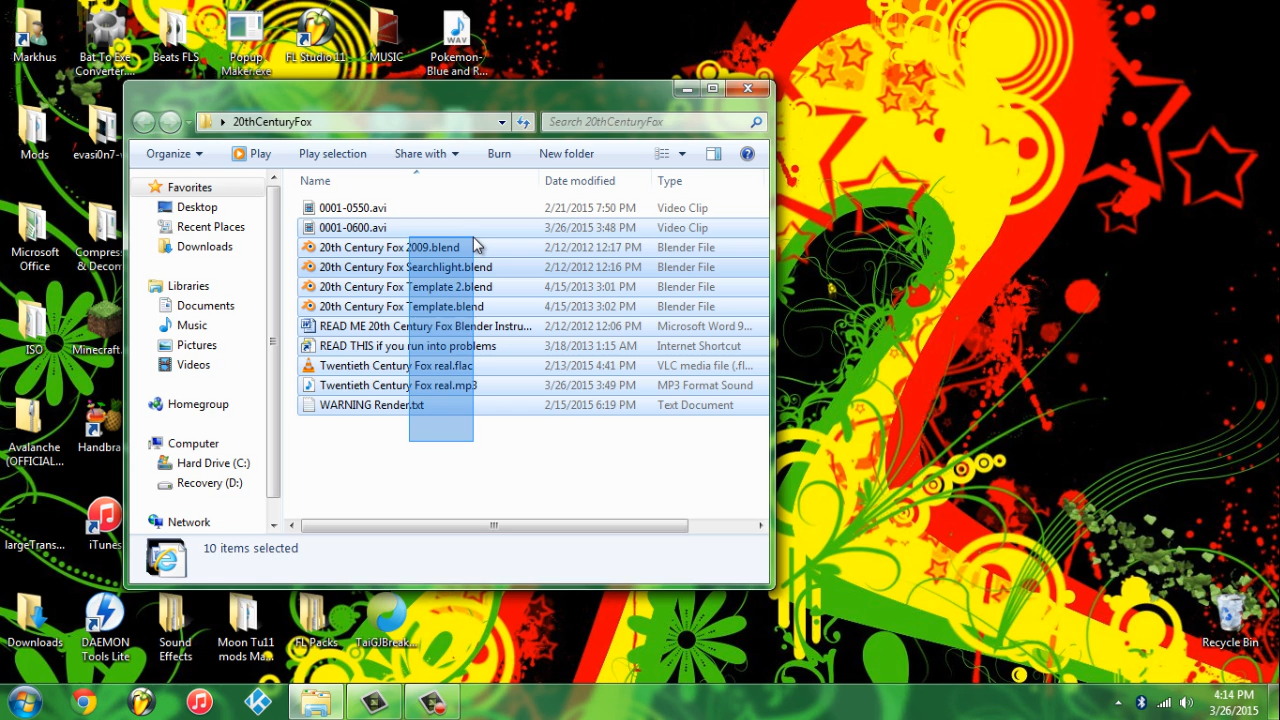 Markhus
Bat To Exe
Converter....
Beats FLS
Popup
Maker.exe
FL Studio 11
MUSIC
WAV
Pokemon-
Blue and R...
Mods
evasi0n7-
Microsoft
Office
Compress
& Decom
ISO
Minecraft.
Avalanche
(OFFICIAL...
Handbra
largeTrans...
iTunes
20thCenturyFox
Search 20thCenturyFox
Organize
Play
Play selection
Share with
Burn
New folder
Favorites
Desktop
Recent Places
Downloads
Libraries
Documents
Music
Pictures
Videos
Homegroup
Computer
Hard Drive (C:)
Recovery (D:)
Network
Name Date modified Type
0001-0550.avi 2/21/2015 7:50 PM Video Clip
0001-0600.avi 3/26/2015 3:48 PM Video Clip
20th Century Fox 2009.blend 2/12/2012 12:17 PM Blender File
20th Century Fox Searchlight.blend 2/12/2012 12:16 PM Blender File
20th Century Fox Template 2.blend 4/15/2013 3:01 PM Blender File
20th Century Fox Template.blend 4/15/2013 3:02 PM Blender File
READ ME 20th Century Fox Blender Instru... 2/12/2012 12:06 PM Microsoft Word 9...
READ THIS if you run into problems 3/18/2013 1:15 AM Internet Shortcut
Twentieth Century Fox real.flac 2/13/2015 4:41 PM VLC media file (.fl...
Twentieth Century Fox real.mp3 3/26/2015 3:49 PM MP3 Format Sound
WARNING Render.txt 2/15/2015 6:19 PM Text Document
10 items selected
Downloads
DAEMON
Tools Lite
Sound
Effects
Moon Tu11
mods Ma...
FL Packs
TaiGJBreak...
Recycle Bin
4:14 PM
3/26/2015